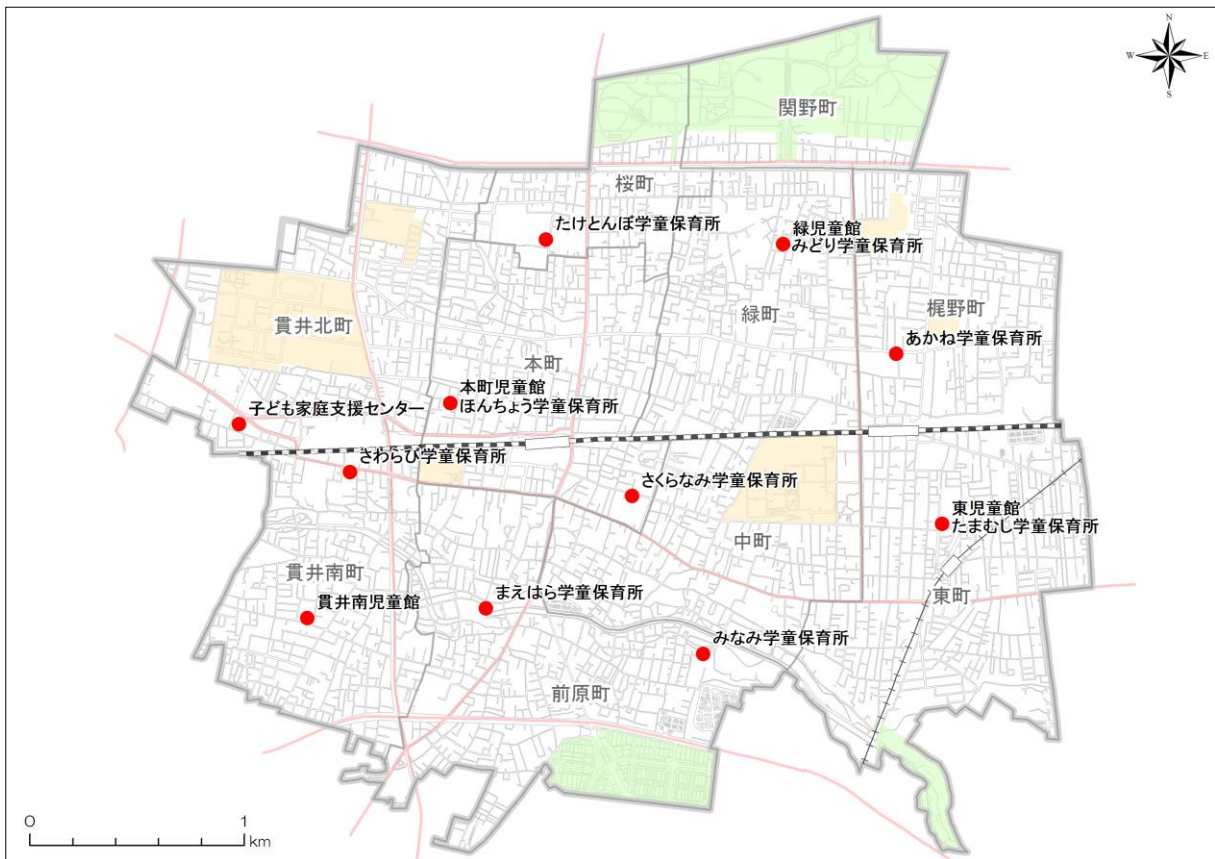 N
W
E
S
関野町
桜町
たけとんぼ学童保育所
緑児童館
みどり学童保育所
貫井北町
緑町
梶野町
あかね学童保育所
本町
本町児童館
ほんちょう学童保育所
子ども家庭支援センター
さわらび学童保育所
さくらなみ学童保育所
東児童館
たまむし学童保育所
中町
貫井南町
貫井南児童館
まえはら学童保育所
東町
みなみ学童保育所
前原町
0
1
km